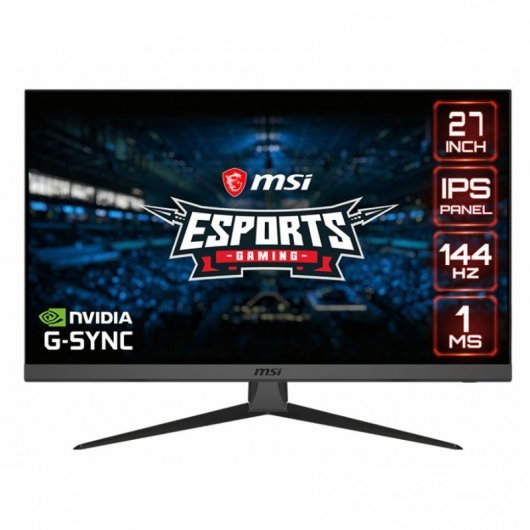 msi
ESPORTS
GAMING
NVIDIA
G-SYNC
27
INCH
IPS
PANEL
144
HZ
1
MS
msi